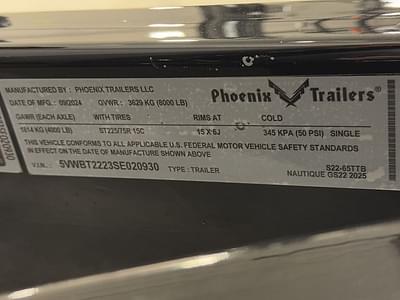 MANUFACTURED BY : PHOENIX TRAILERS LLC
Phoenix Trailers®
DATE OF MFG.: 09/2024 GVWR.: 3629 KG (8000 LB)
GAWR (EACH AXLE) WITH TIRES RIMS AT COLD
1814 KG (4000 LB) ST225/75R 15C 15 X 6J 345 KPA (50 PSI) SINGLE
THIS VEHICLE CONFORMS TO ALL APPLICABLE U.S. FEDERAL MOTOR VEHICLE SAFETY STANDARDS
IN EFFECT ON THE DATE OF MANUFACTURE SHOWN ABOVE
V.I.N.: 5VWBT2223SE020930 TYPE : TRAILER
S22-65TTB
NAUTIQUE GS22 2025